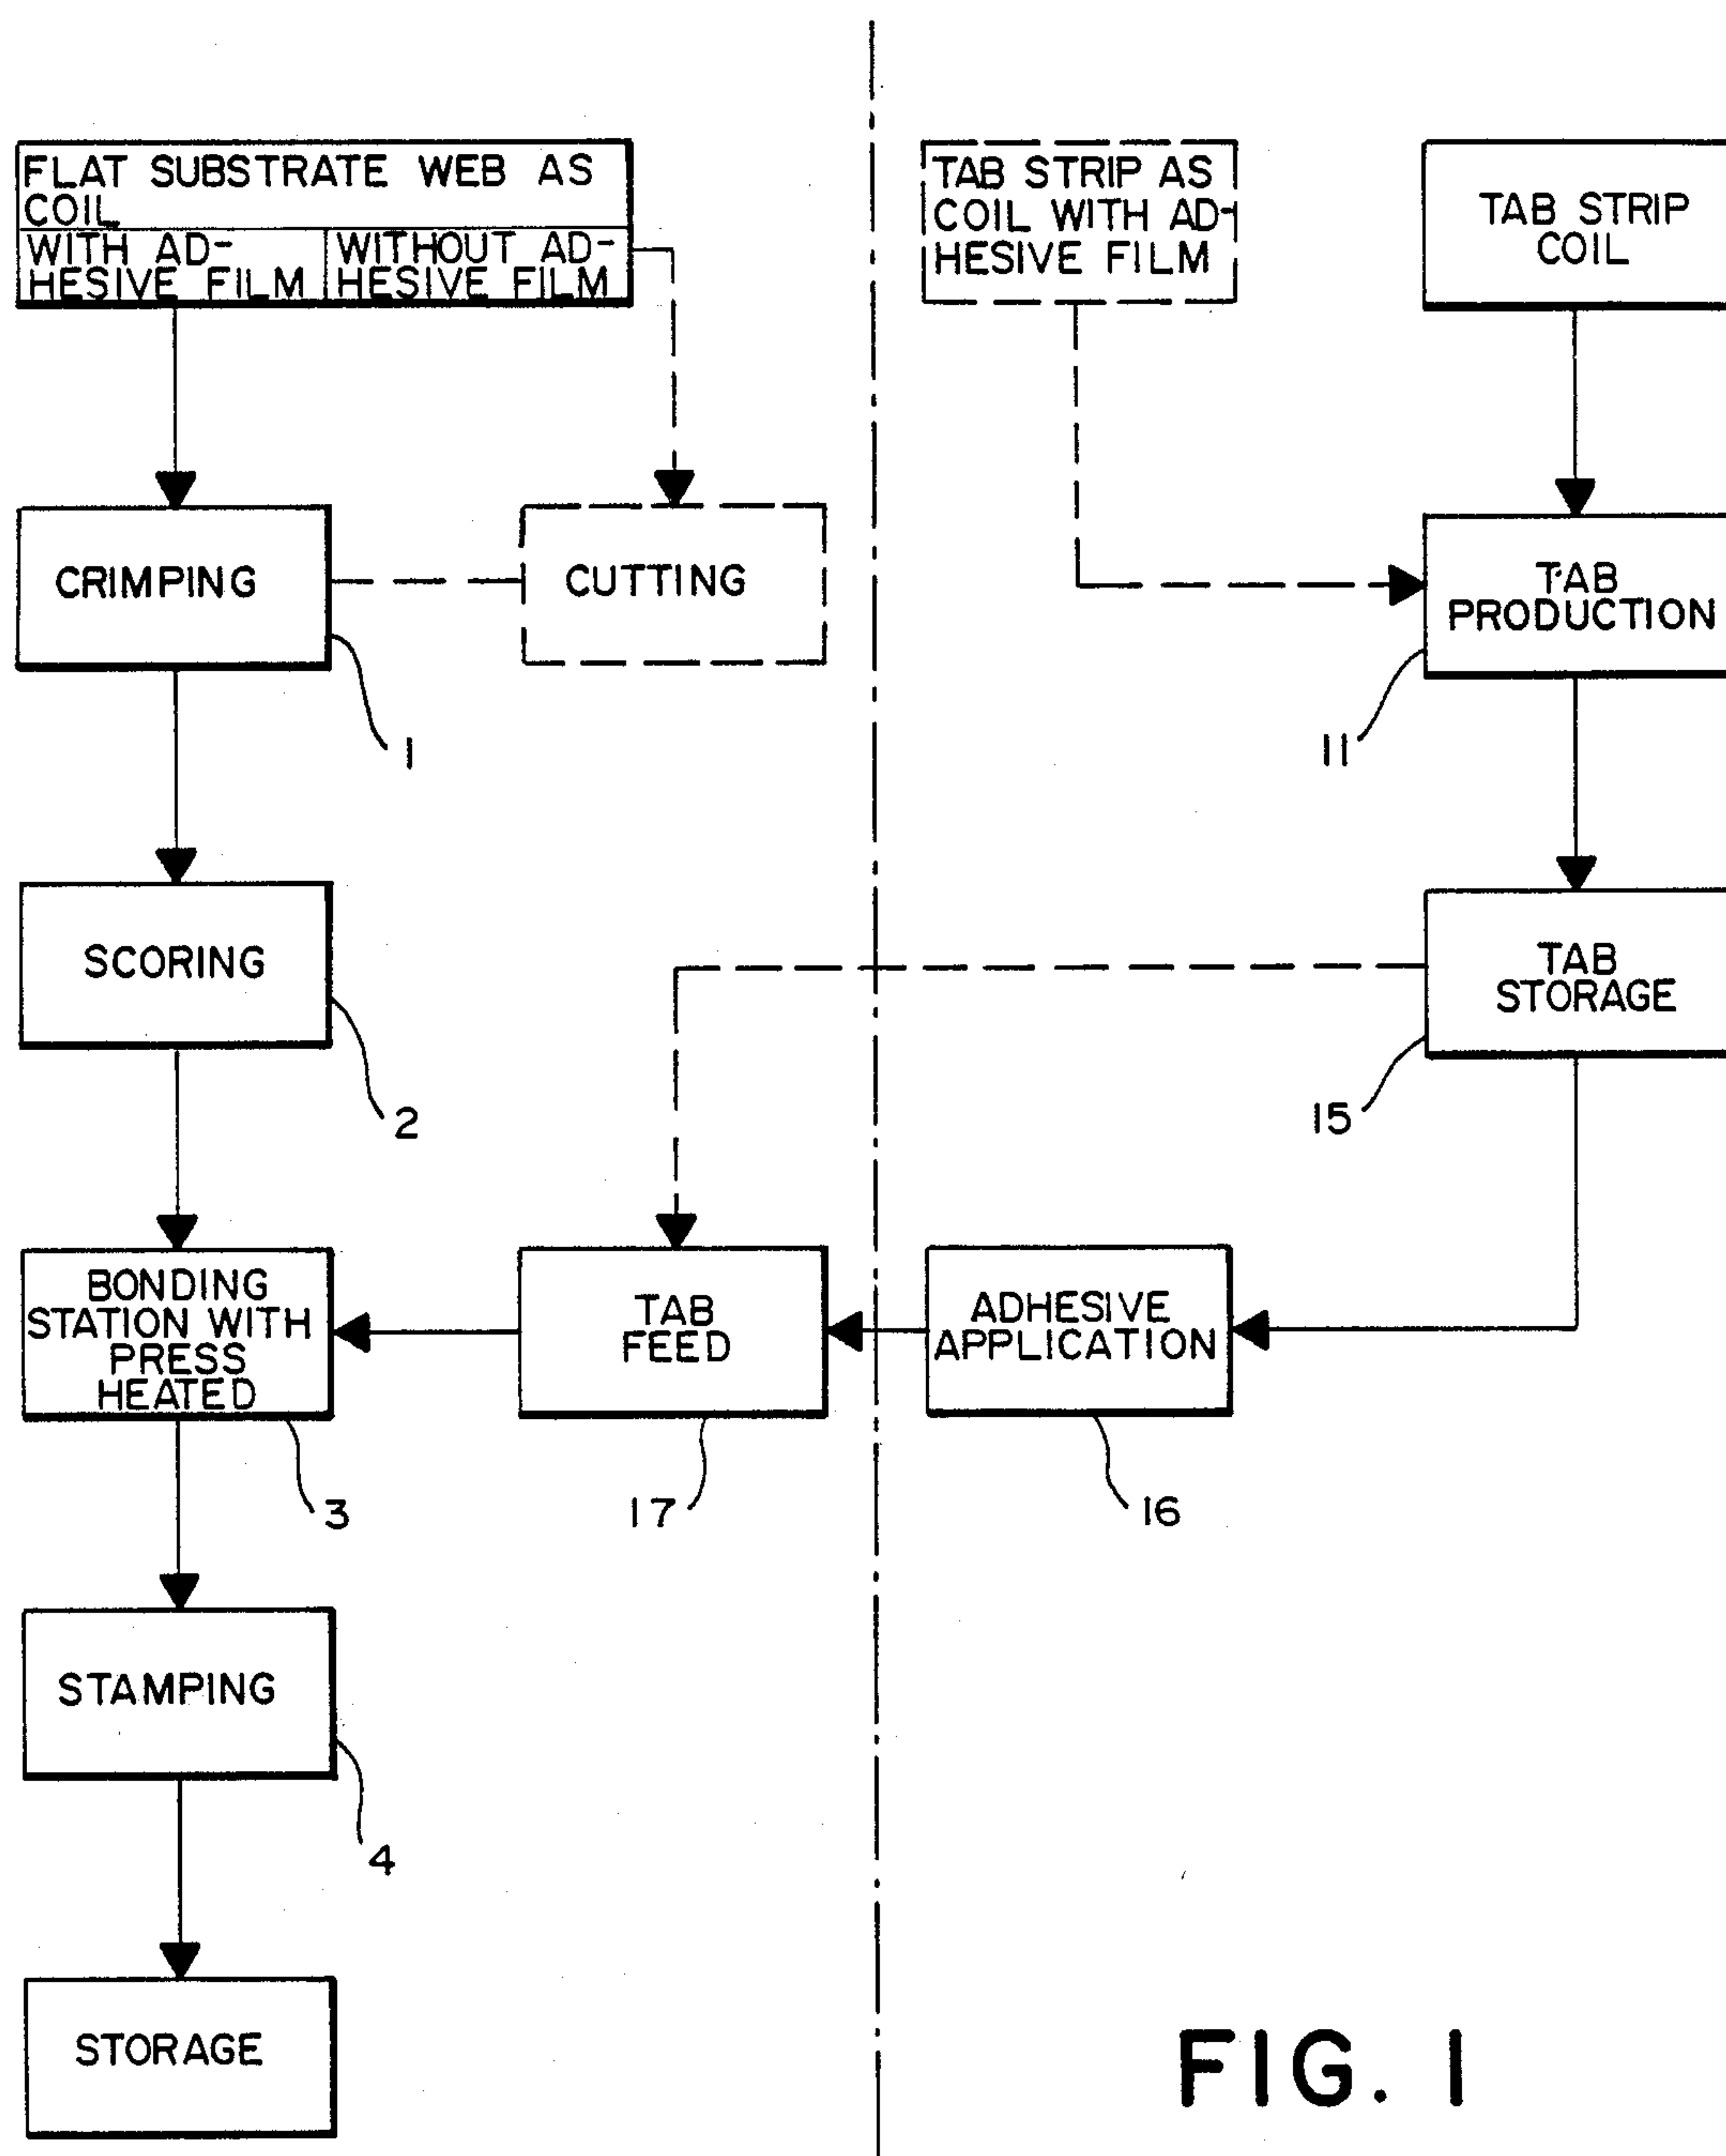 FLAT SUBSTRATE WEB AS
COIL
WITH AD-
HESIVE FILM
WITHOUT AD-
HESIVE FILM
TAB STRIP AS
COIL WITH AD-
HESIVE FILM
TAB STRIP
COIL
CRIMPING
CUTTING
TAB
PRODUCTION
1
11
SCORING
TAB
STORAGE
2
15
BONDING
STATION WITH
PRESS
HEATED
TAB
FEED
ADHESIVE
APPLICATION
3
17
16
STAMPING
4
STORAGE
FIG. 1